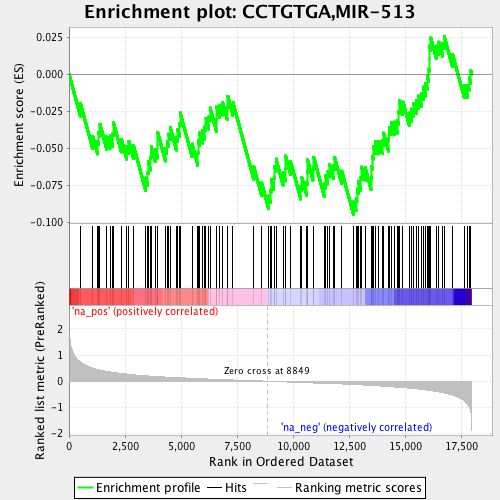 Enrichment plot: CCTGTGA,MIR-513
Enrichment score (ES)
0.025
0.000
-0.025
-0.050
-0.075
-0.100
'na_pos' (positively correlated)
Ranked list metric (PreRanked)
2
1
0
-1
-2
Zero cross at 8849
'na_neg' (negatively correlated)
0
2,500
5,000
7,500
10,000
12,500
15,000
17,500
Rank in Ordered Dataset
Enrichment profile
Hits
Ranking metric scores